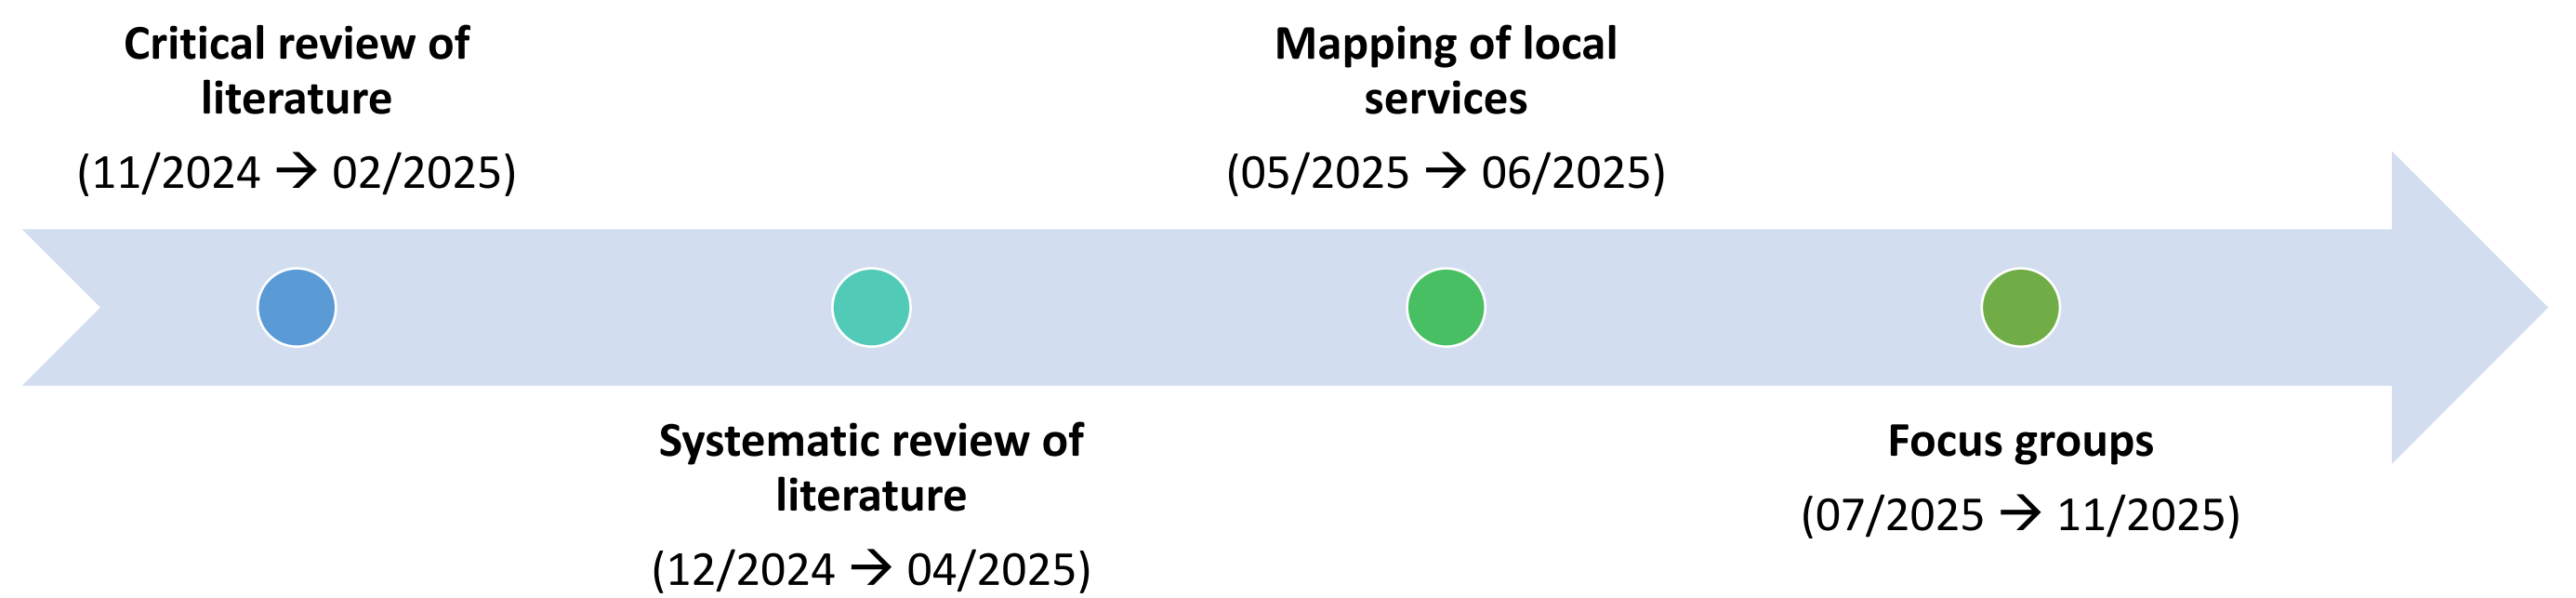 Critical review of
literature
(11/2024 → 02/2025)
Systematic review of
literature
(12/2024 → 04/2025)
Mapping of local
services
(05/2025 → 06/2025)
Focus groups
(07/2025 → 11/2025)